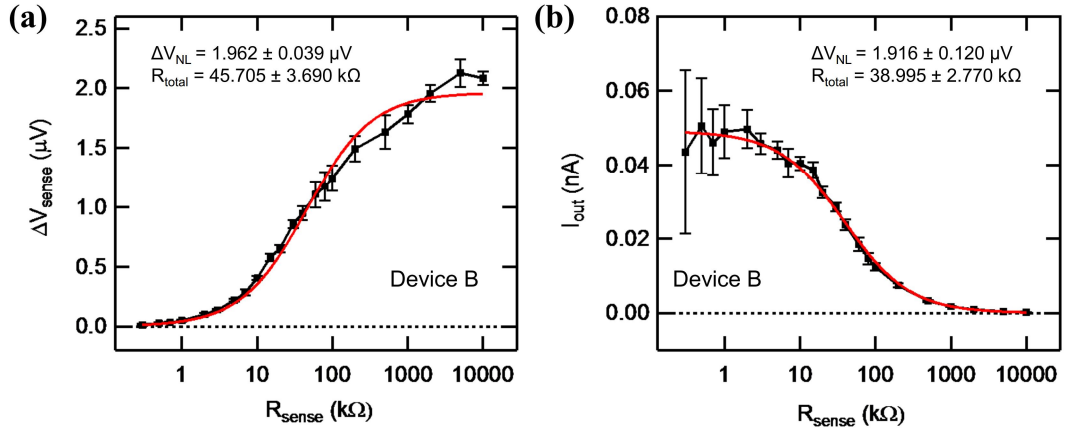 (a)
ΔV_NL = 1.962 ± 0.039 μV
R_total = 45.705 ± 3.690 kΩ
ΔV_sense (μV)
2.5
2.0
1.5
1.0
0.5
0.0
Device B
1 10 100 1000 10000
R_sense (kΩ)
(b)
ΔV_NL = 1.916 ± 0.120 μV
R_total = 38.995 ± 2.770 kΩ
I_out (nA)
0.08
0.06
0.04
0.02
0.00
Device B
1 10 100 1000 10000
R_sense (kΩ)